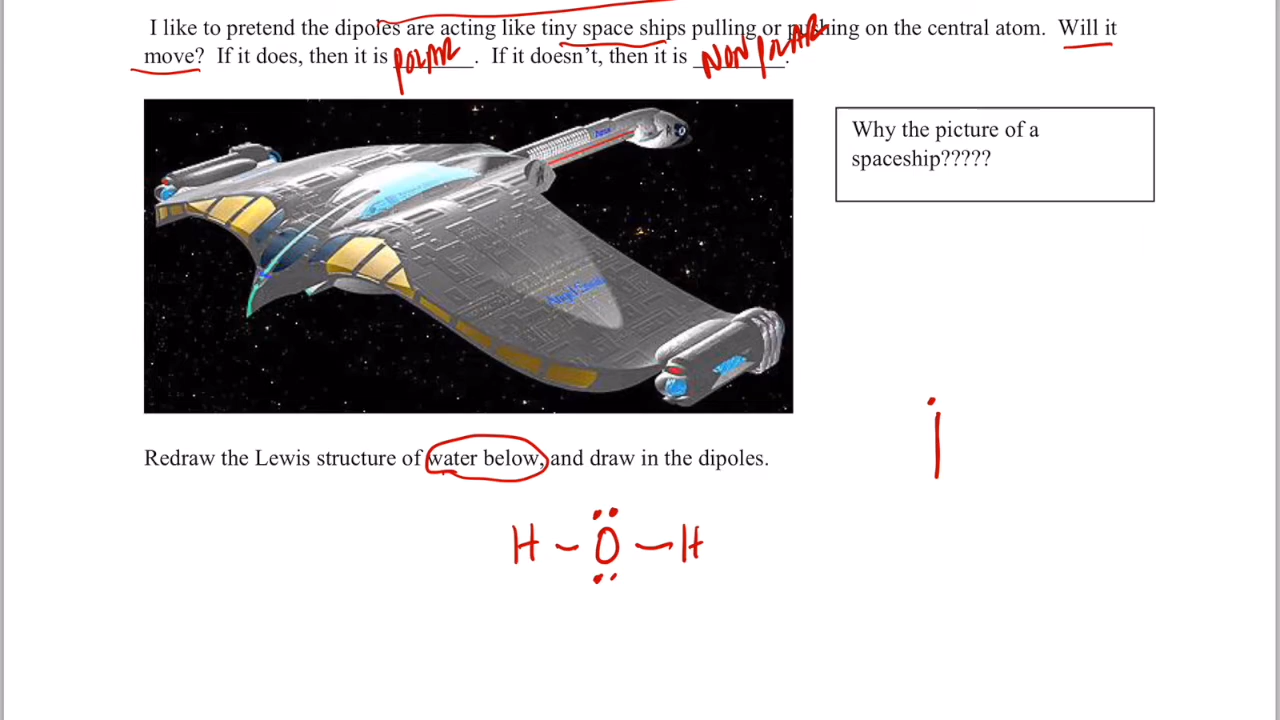 I like to pretend the dipoles are acting like tiny space ships pulling or pushing on the central atom. Will it
move? If it does, then it is POLAR. If it doesn't, then it is NONPOLAR.
Why the picture of a
spaceship?????
Redraw the Lewis structure of water below, and draw in the dipoles.
H – O – H